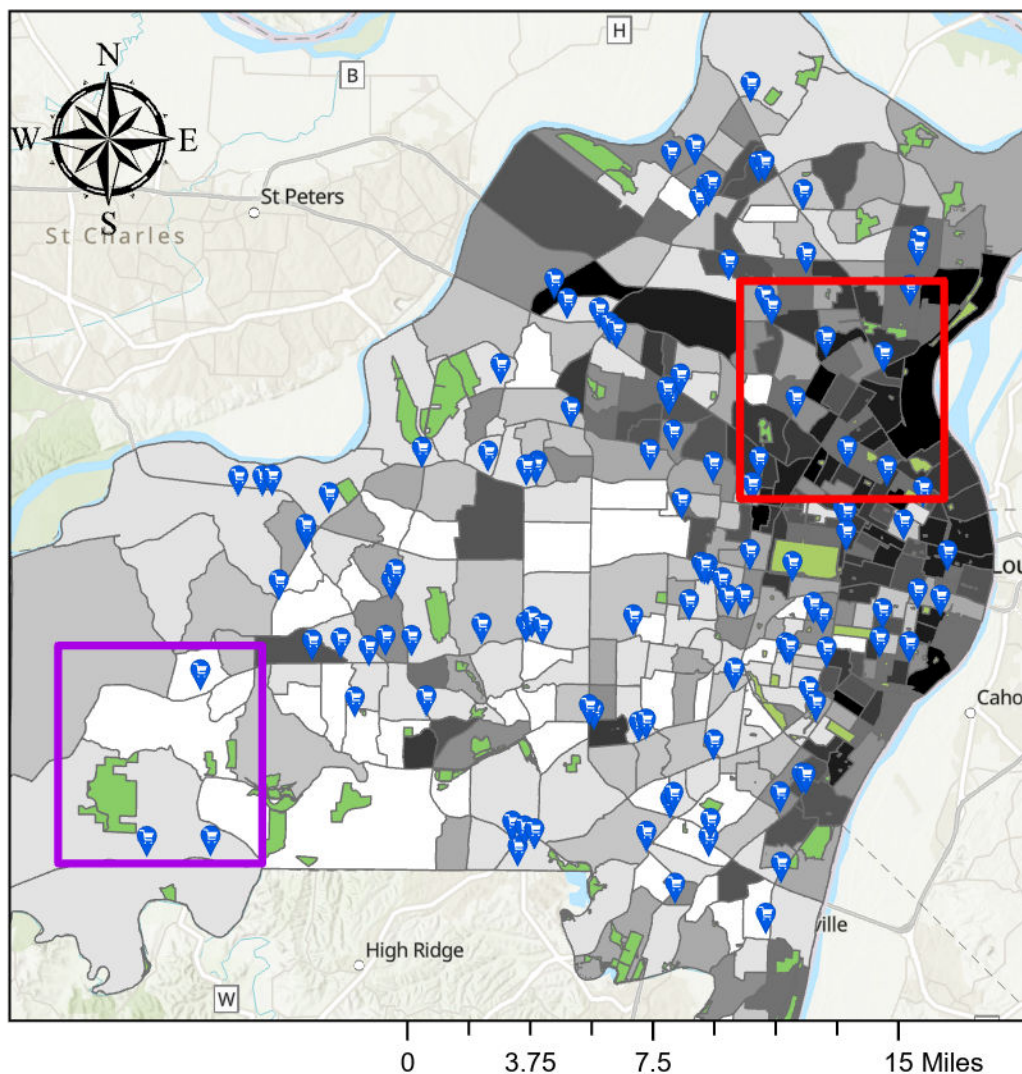 H
B
N
W E
S
St Peters
St Charles
Lou
Caho
ville
High Ridge
W
0 3.75 7.5 15 Miles